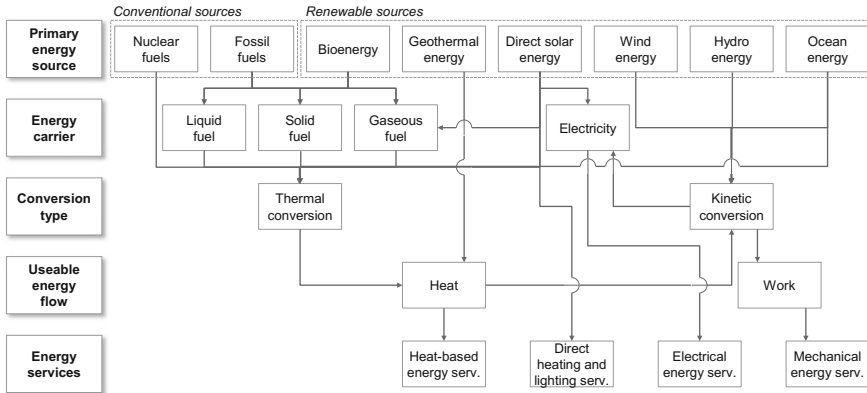 Conventional sources
Renewable sources
Primary
energy
source
Nuclear
fuels
Fossil
fuels
Bioenergy
Geothermal
energy
Direct solar
energy
Wind
energy
Hydro
energy
Ocean
energy
Energy
carrier
Liquid
fuel
Solid
fuel
Gaseous
fuel
Electricity
Conversion
type
Thermal
conversion
Kinetic
conversion
Useable
energy
flow
Heat
Work
Energy
services
Heat-based
energy serv.
Direct
heating and
lighting serv.
Electrical
energy serv.
Mechanical
energy serv.